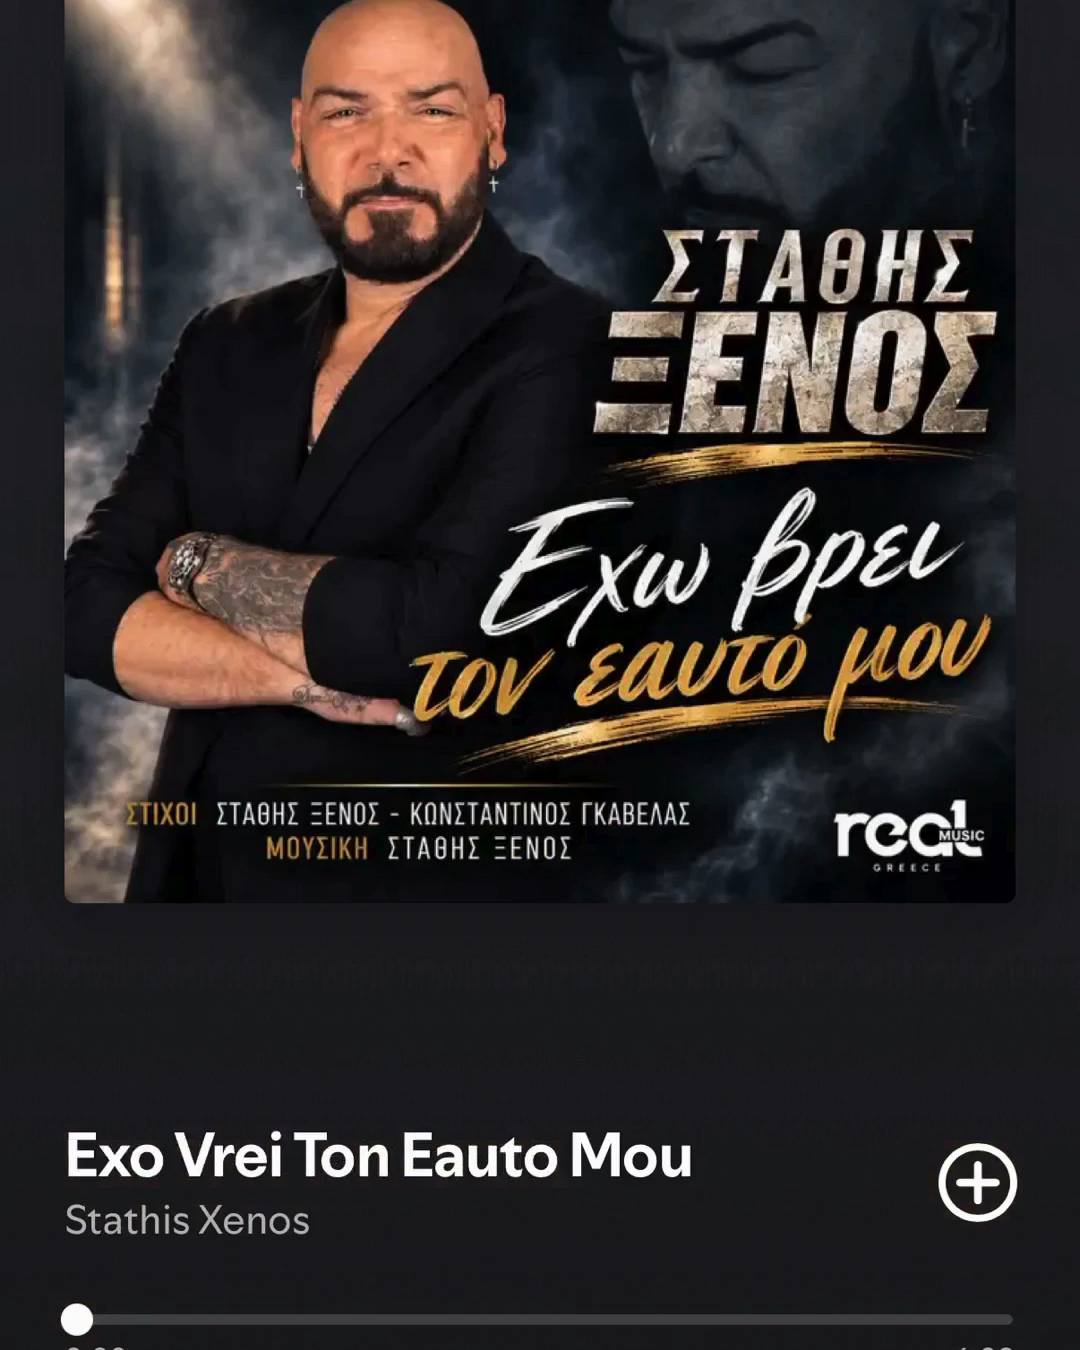 ΣΤΑΘΗΣ
ΞΕΝΟΣ
Έχω βρει
τον εαυτό μου
ΣΤΙΧΟΙ ΣΤΑΘΗΣ ΞΕΝΟΣ - ΚΩΝΣΤΑΝΤΙΝΟΣ ΓΚΑΒΕΛΑΣ
ΜΟΥΣΙΚΗ ΣΤΑΘΗΣ ΞΕΝΟΣ
real MUSIC
GREECE
Exo Vrei Ton Eauto Mou
Stathis Xenos